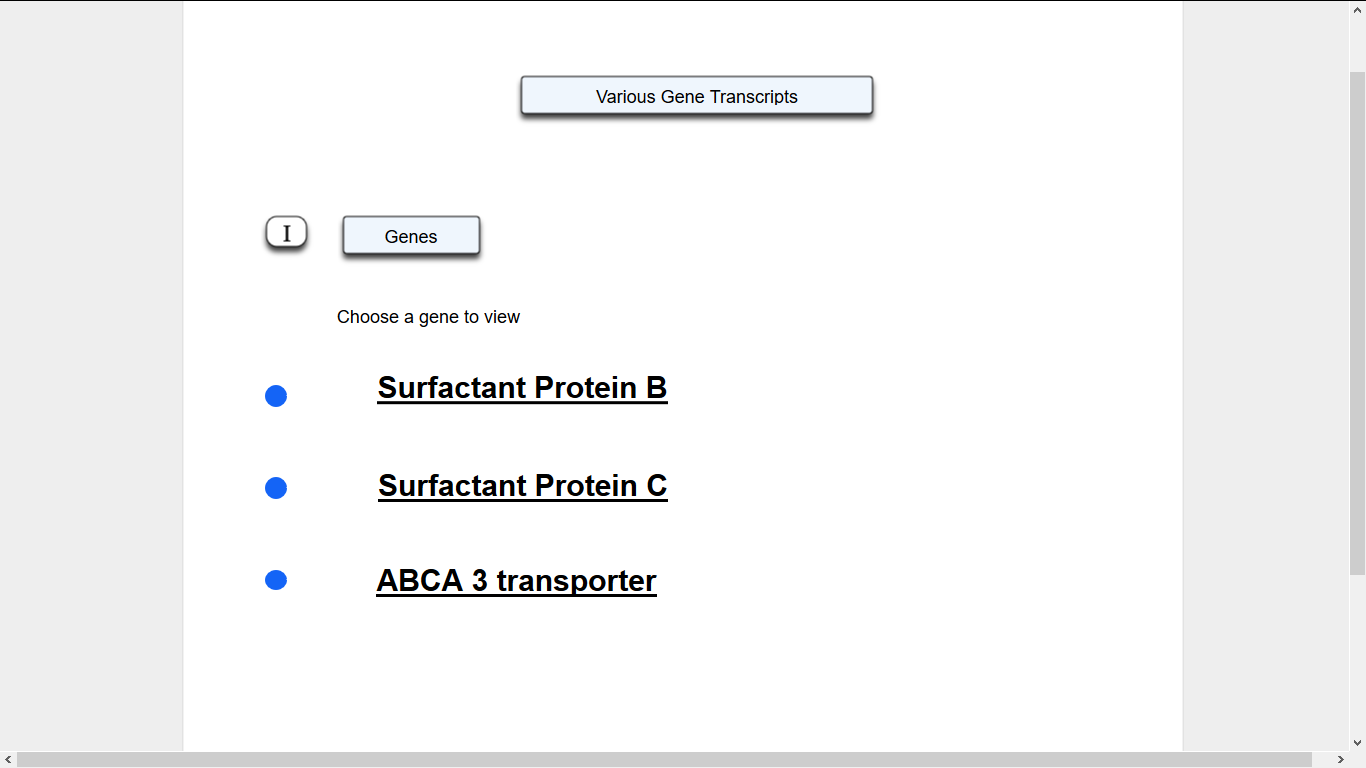 Various Gene Transcripts
I Genes
Choose a gene to view
Surfactant Protein B
Surfactant Protein C
ABCA 3 transporter